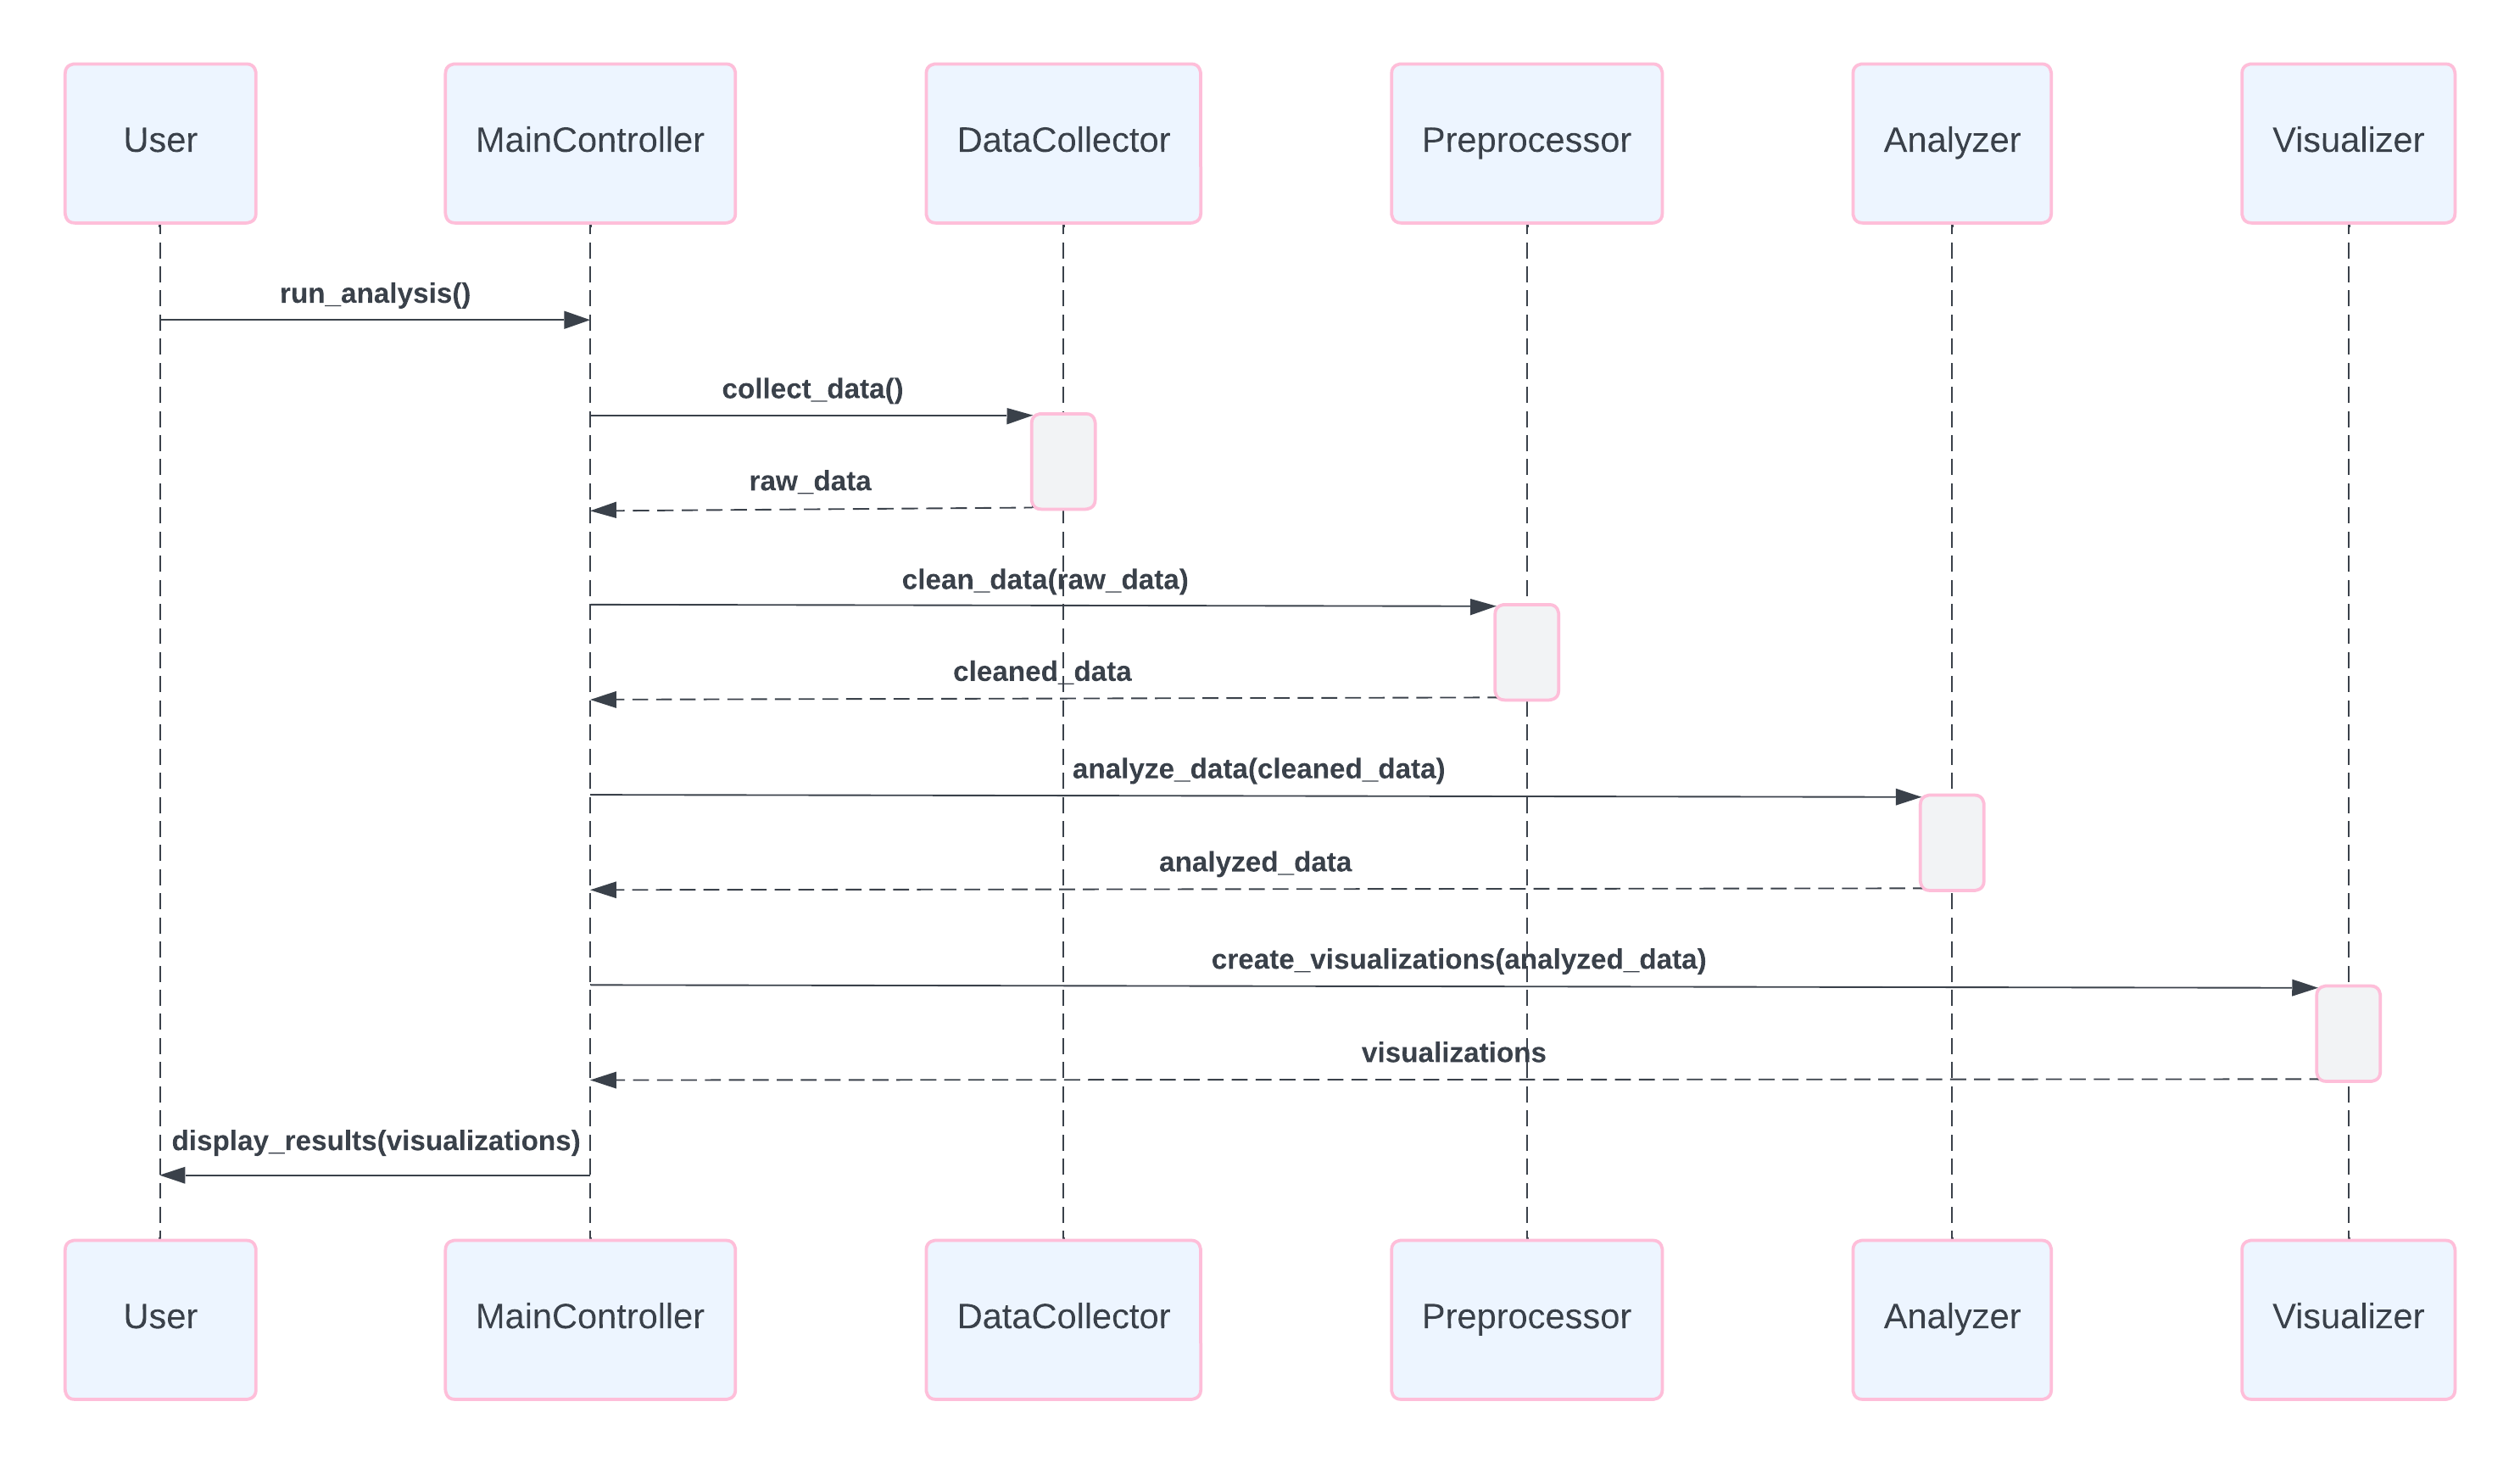 User
MainController
DataCollector
Preprocessor
Analyzer
Visualizer
run_analysis()
collect_data()
raw_data
clean_data(raw_data)
cleaned_data
analyze_data(cleaned_data)
analyzed_data
create_visualizations(analyzed_data)
visualizations
display_results(visualizations)
User
MainController
DataCollector
Preprocessor
Analyzer
Visualizer